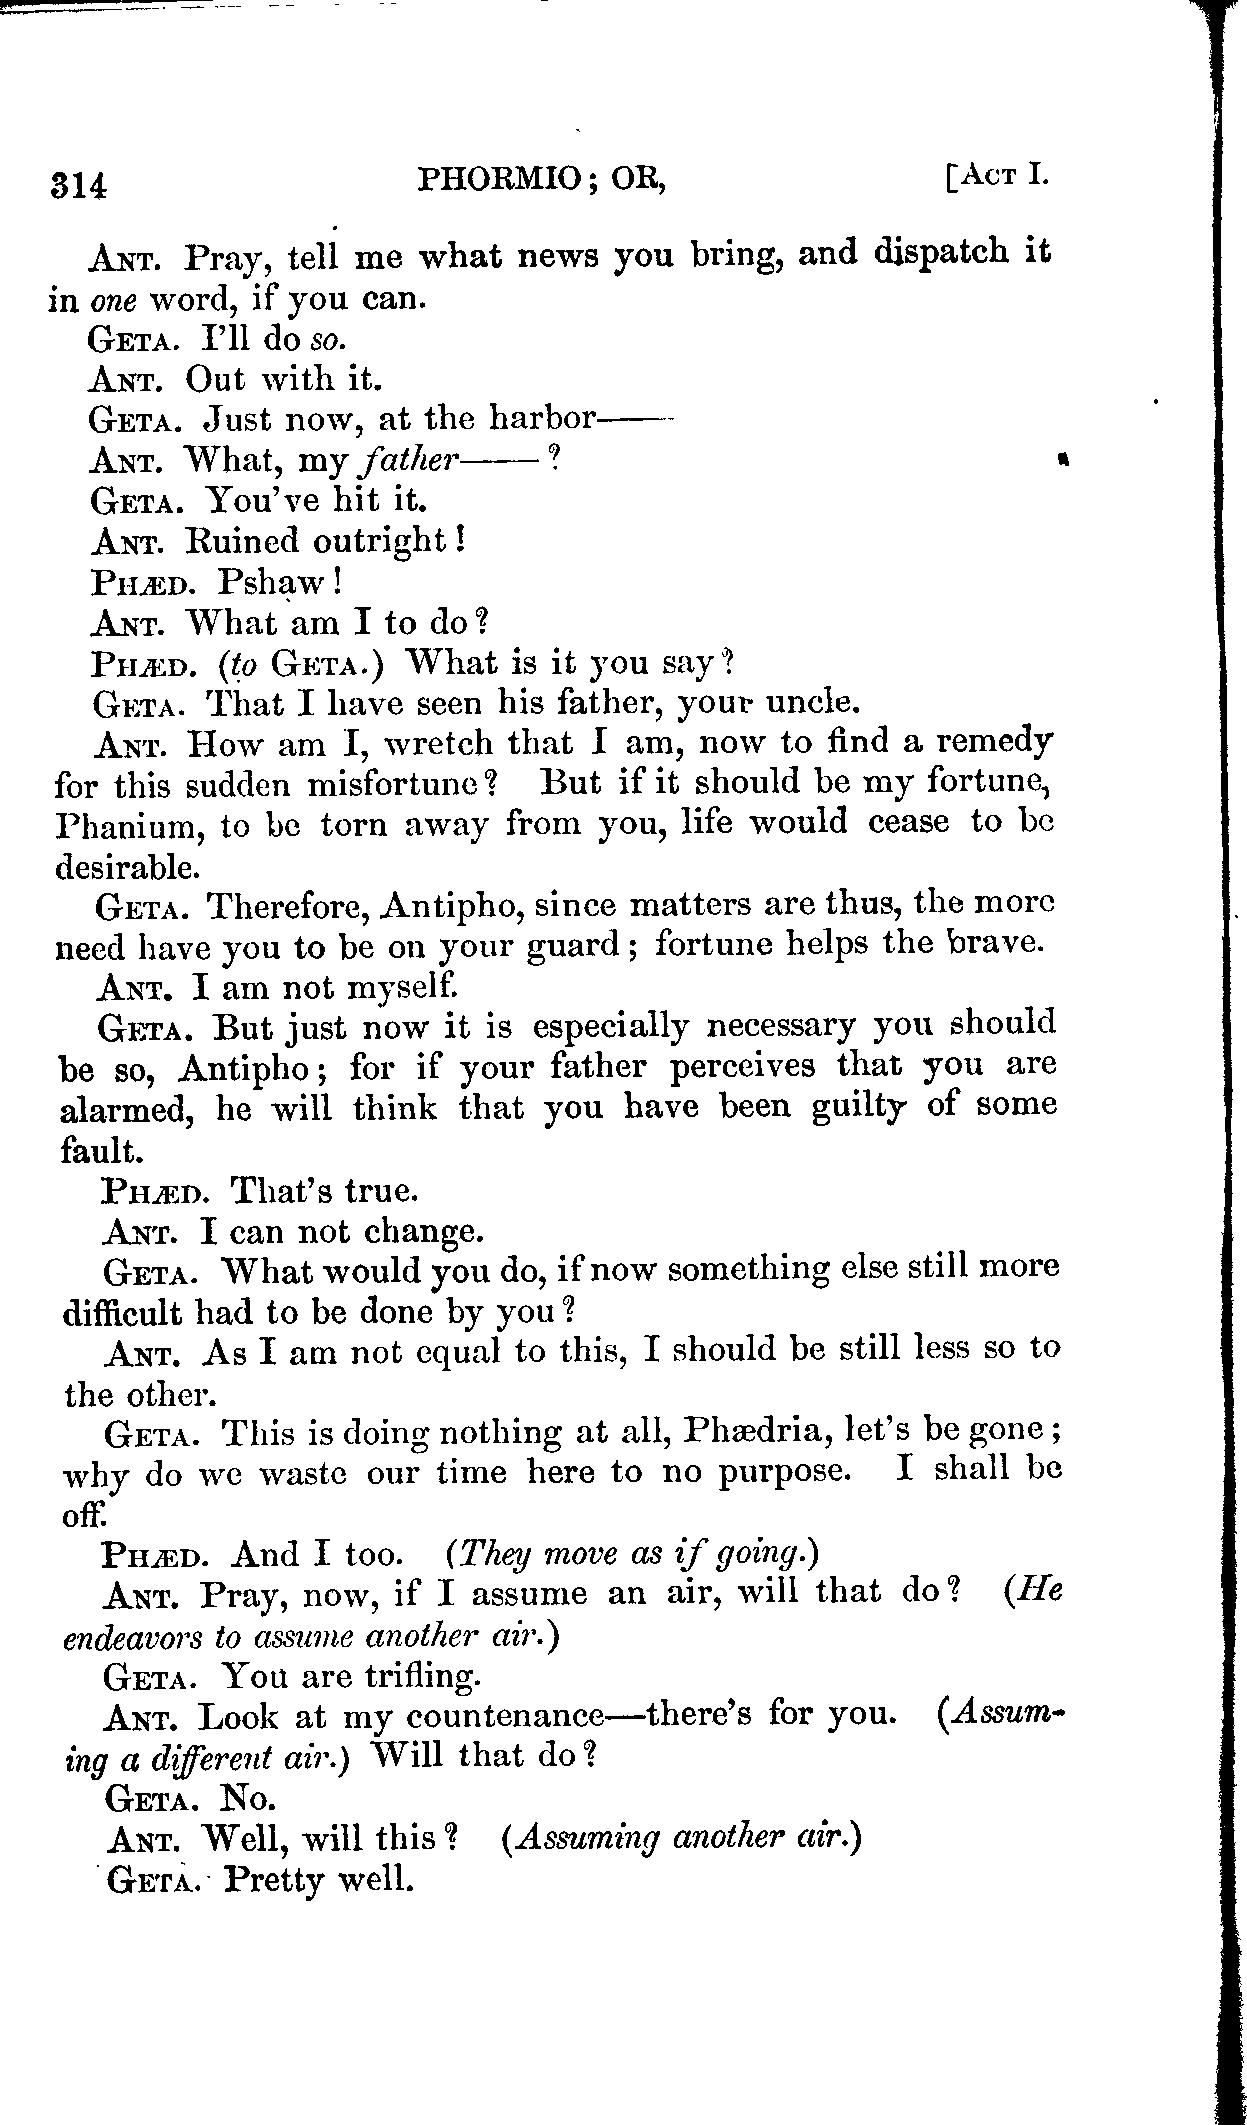 314 PHORMIO; OR, [ACT I.
ANT. Pray, tell me what news you bring, and dispatch it
in one word, if you can.
GETA. I'll do so.
ANT. Out with it.
GETA. Just now, at the harbor——
ANT. What, my father——?
GETA. You've hit it.
ANT. Ruined outright!
PHÆD. Pshaw!
ANT. What am I to do?
PHÆD. (to GETA.) What is it you say?
GETA. That I have seen his father, your uncle.
ANT. How am I, wretch that I am, now to find a remedy
for this sudden misfortune? But if it should be my fortune,
Phanium, to be torn away from you, life would cease to be
desirable.
GETA. Therefore, Antipho, since matters are thus, the more
need have you to be on your guard; fortune helps the brave.
ANT. I am not myself.
GETA. But just now it is especially necessary you should
be so, Antipho; for if your father perceives that you are
alarmed, he will think that you have been guilty of some
fault.
PHÆD. That's true.
ANT. I can not change.
GETA. What would you do, if now something else still more
difficult had to be done by you?
ANT. As I am not equal to this, I should be still less so to
the other.
GETA. This is doing nothing at all, Phædria, let's be gone;
why do we waste our time here to no purpose. I shall be
off.
PHÆD. And I too. (They move as if going.)
ANT. Pray, now, if I assume an air, will that do? (He
endeavors to assume another air.)
GETA. You are trifling.
ANT. Look at my countenance—there's for you. (Assum-
ing a different air.) Will that do?
GETA. No.
ANT. Well, will this? (Assuming another air.)
GETA. Pretty well.